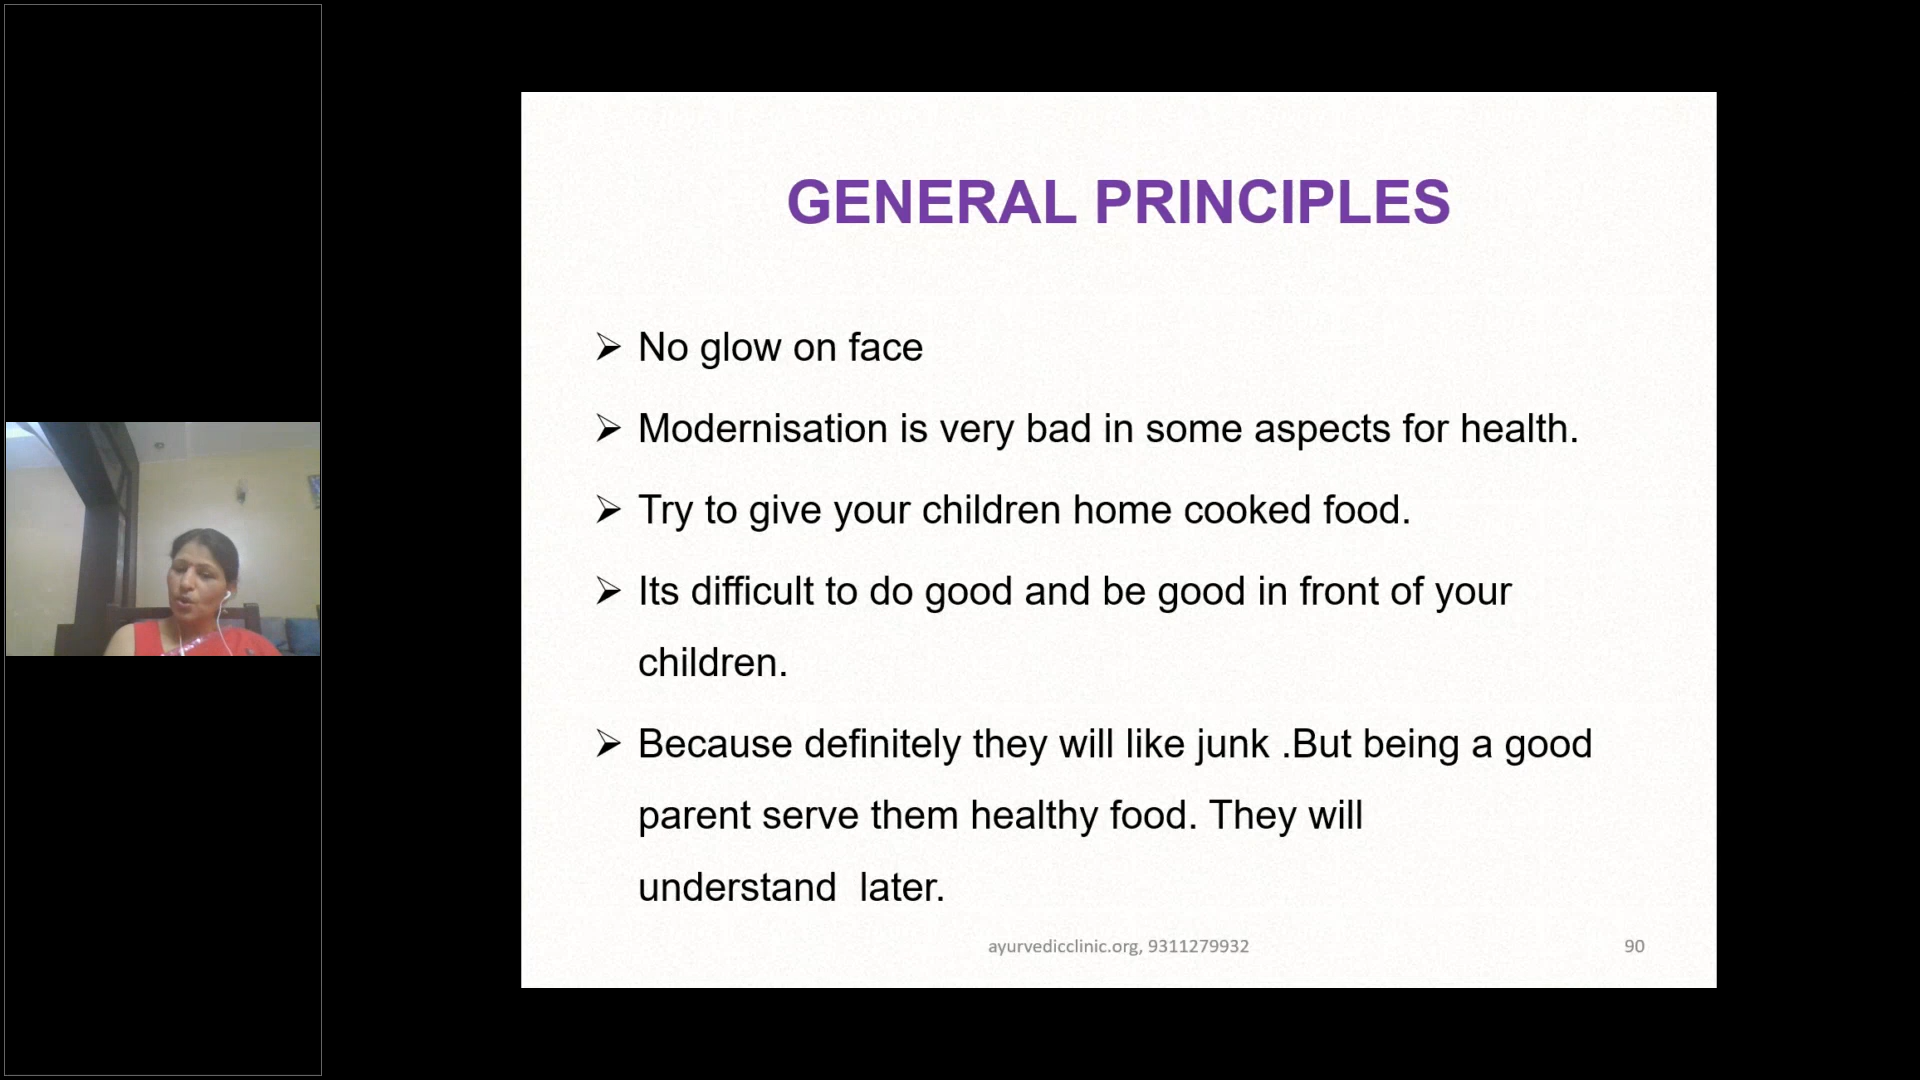 GENERAL PRINCIPLES
➢ No glow on face
➢ Modernisation is very bad in some aspects for health.
➢ Try to give your children home cooked food.
➢ Its difficult to do good and be good in front of your
children.
➢ Because definitely they will like junk .But being a good
parent serve them healthy food. They will
understand  later.
ayurvedicclinic.org, 9311279932
90